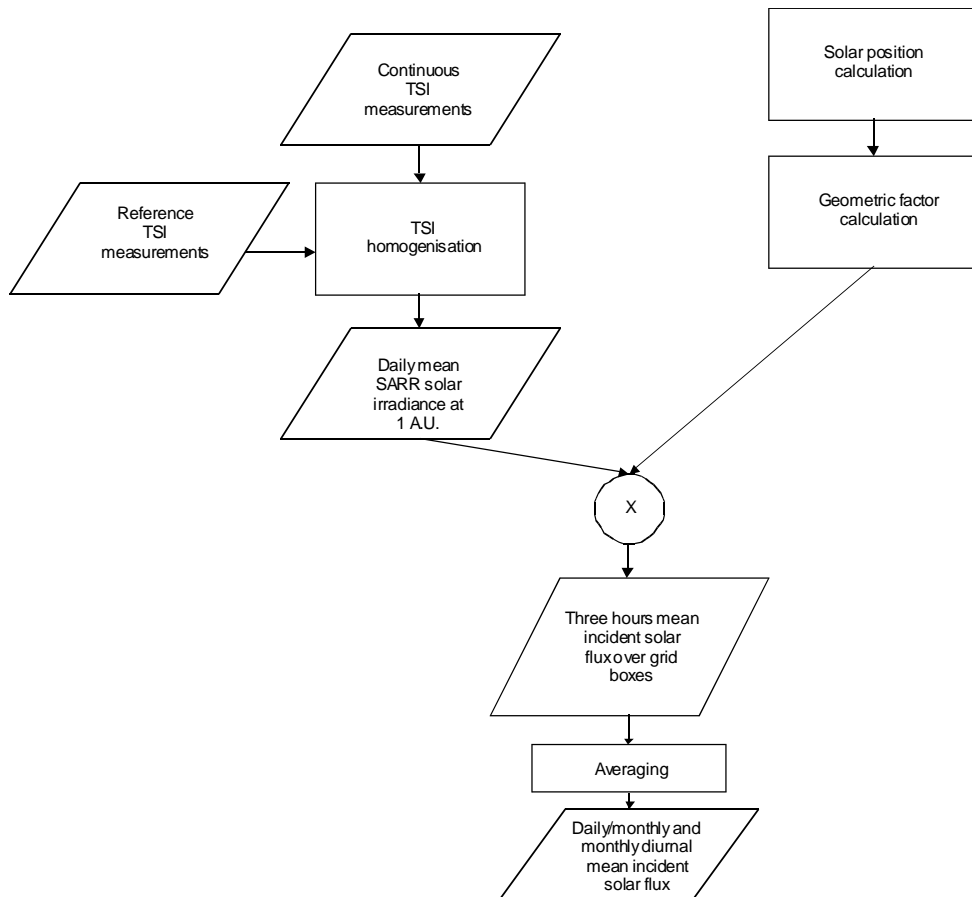 Continuous
TSI
measurements
Solar position
calculation
Reference
TSI
measurements
TSI
homogenisation
Geometric factor
calculation
Daily mean
SARR solar
irradiance at
1 A.U.
X
Three hours mean
incident solar
flux over grid
boxes
Averaging
Daily/monthly and
monthly diurnal
mean incident
solar flux